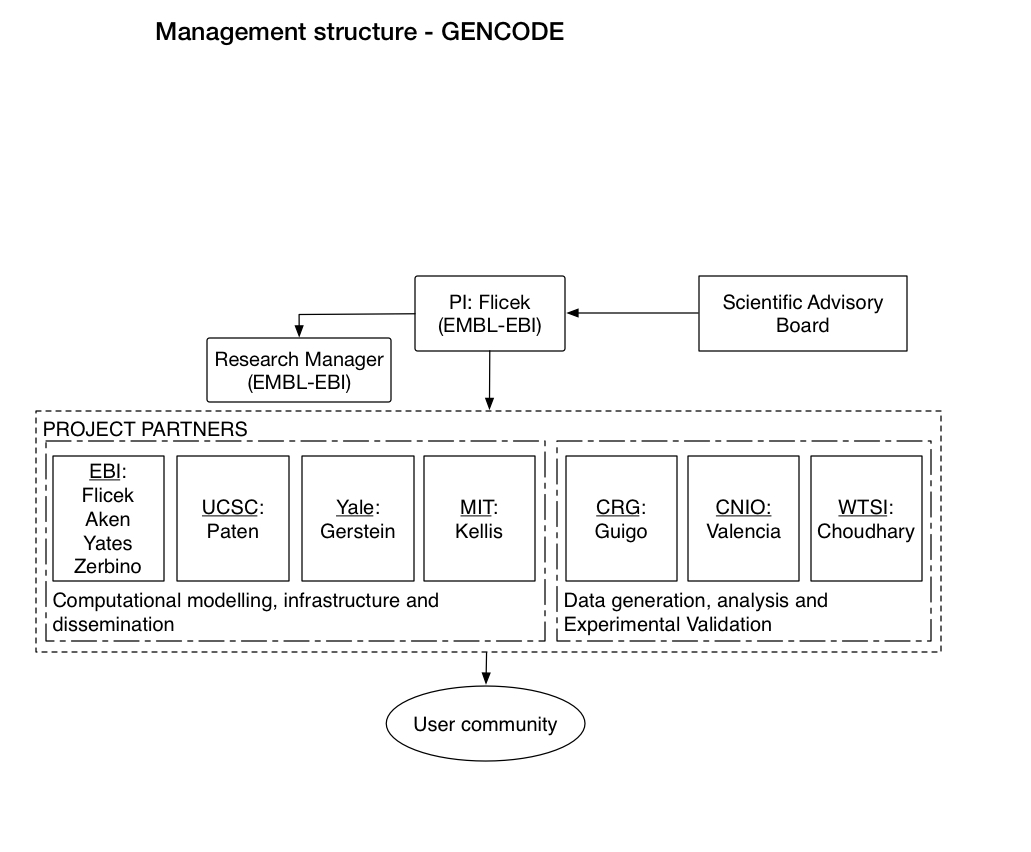 Management structure - GENCODE
PI: Flicek
(EMBL-EBI)
Scientific Advisory
Board
Research Manager
(EMBL-EBI)
PROJECT PARTNERS
EBI:
Flicek
Aken
Yates
Zerbino
UCSC:
Paten
Yale:
Gerstein
MIT:
Kellis
Computational modelling, infrastructure and
dissemination
CRG:
Guigo
CNIO:
Valencia
WTSI:
Choudhary
Data generation, analysis and
Experimental Validation
User community